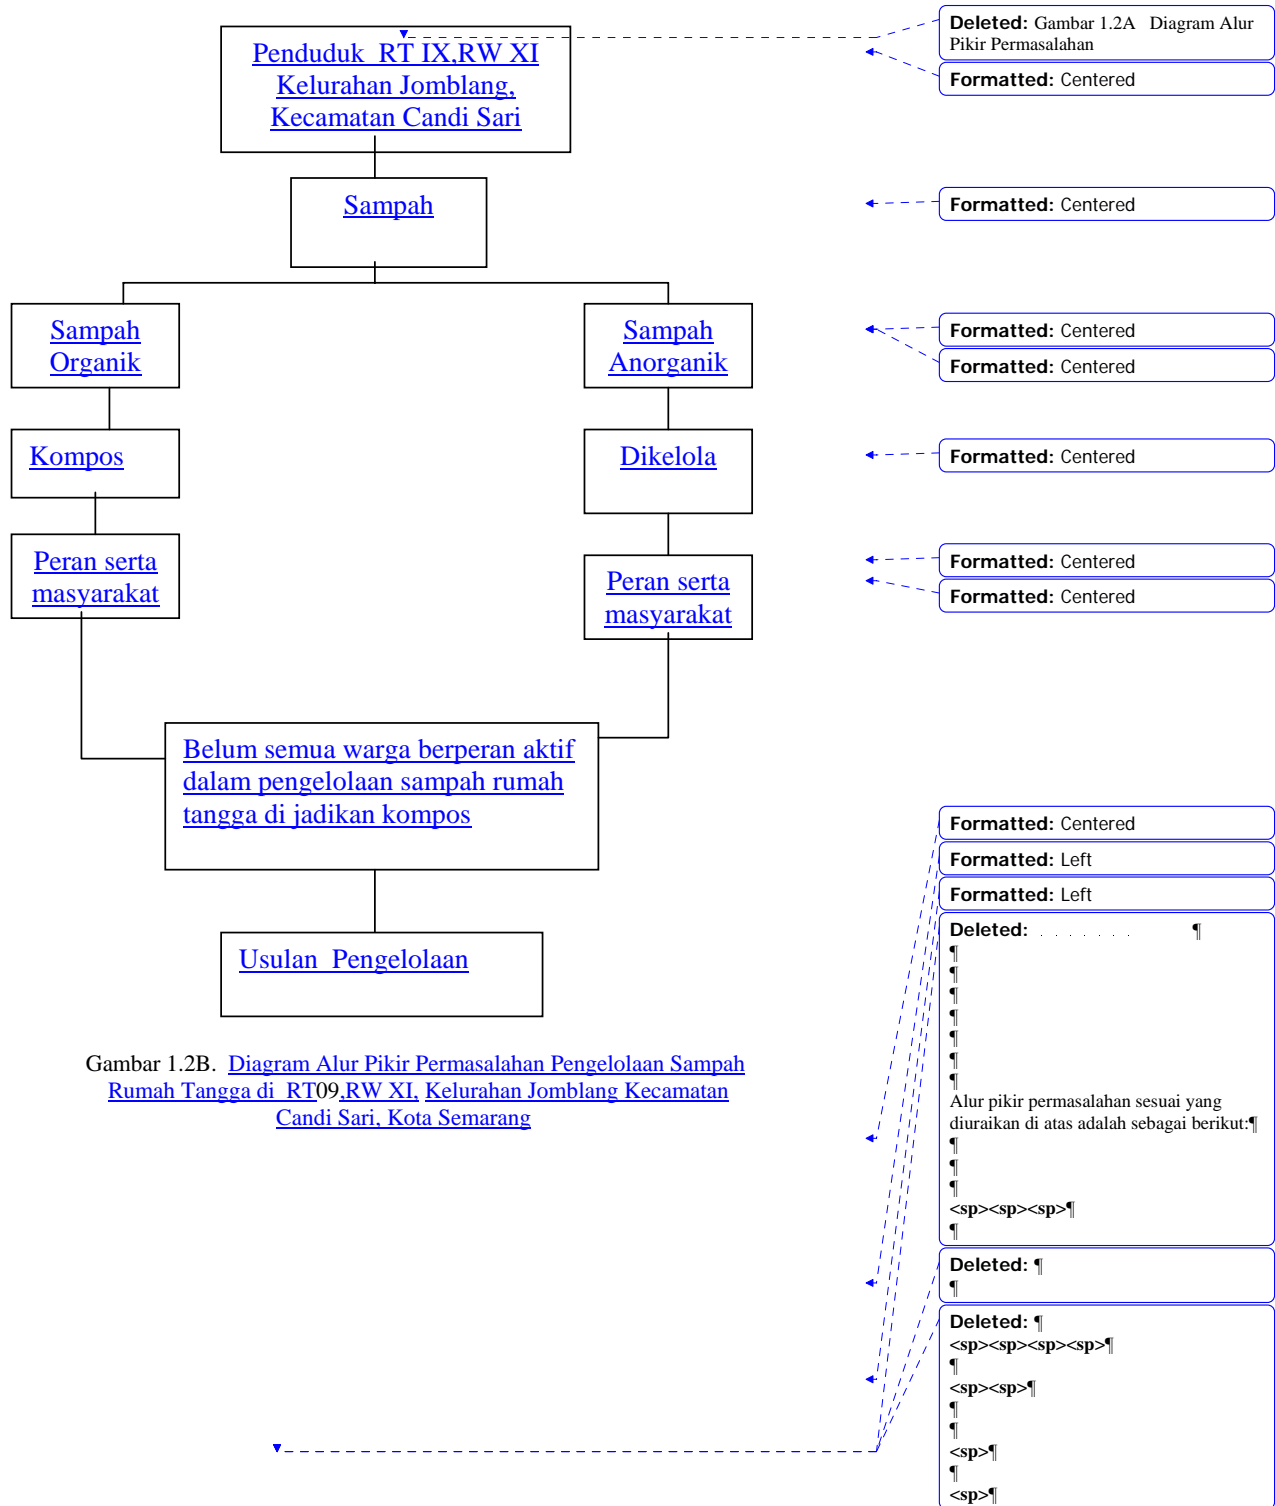 Penduduk RT IX,RW XI
Kelurahan Jomblang,
Kecamatan Candi Sari
Sampah
Sampah
Organik
Sampah
Anorganik
Kompos
Dikelola
Peran serta
masyarakat
Peran serta
masyarakat
Belum semua warga berperan aktif
dalam pengelolaan sampah rumah
tangga di jadikan kompos
Usulan Pengelolaan
Gambar 1.2B. Diagram Alur Pikir Permasalahan Pengelolaan Sampah
Rumah Tangga di RT09,RW XI, Kelurahan Jomblang Kecamatan
Candi Sari, Kota Semarang
Deleted: Gambar 1.2A Diagram Alur
Pikir Permasalahan
Formatted: Centered
Formatted: Centered
Formatted: Centered
Formatted: Centered
Formatted: Centered
Formatted: Centered
Formatted: Centered
Formatted: Centered
Formatted: Left
Formatted: Left
Deleted: . . . . . . . ¶
¶
¶
¶
¶
¶
¶
¶
Alur pikir permasalahan sesuai yang
diuraikan di atas adalah sebagai berikut:¶
¶
¶
¶
<sp><sp><sp>¶
¶
Deleted: ¶
¶
Deleted: ¶
<sp><sp><sp><sp>¶
¶
<sp><sp>¶
¶
¶
<sp>¶
¶
<sp>¶